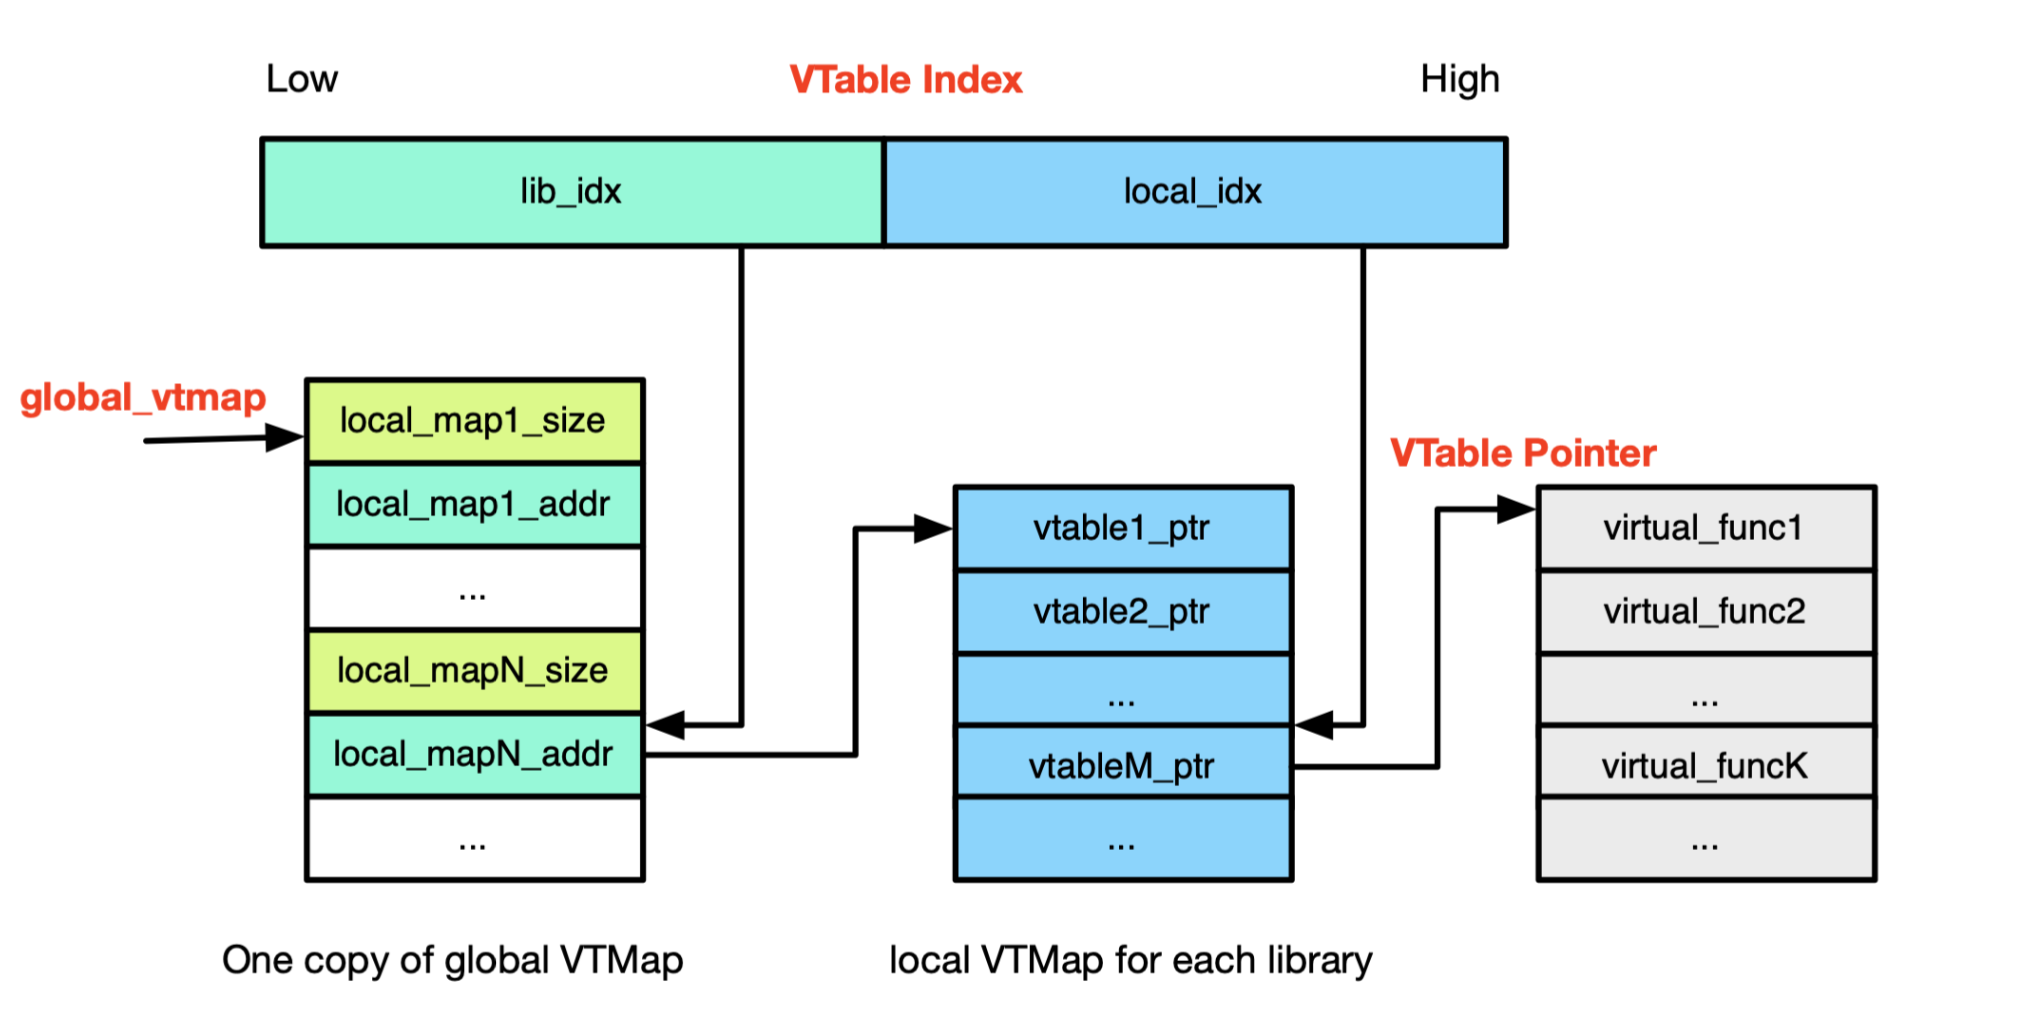 Low
VTable Index
High
lib_idx
local_idx
global_vtmap
local_map1_size
local_map1_addr
...
local_mapN_size
local_mapN_addr
...
vtable1_ptr
vtable2_ptr
...
vtableM_ptr
...
VTable Pointer
virtual_func1
virtual_func2
...
virtual_funcK
...
One copy of global VTMap
local VTMap for each library